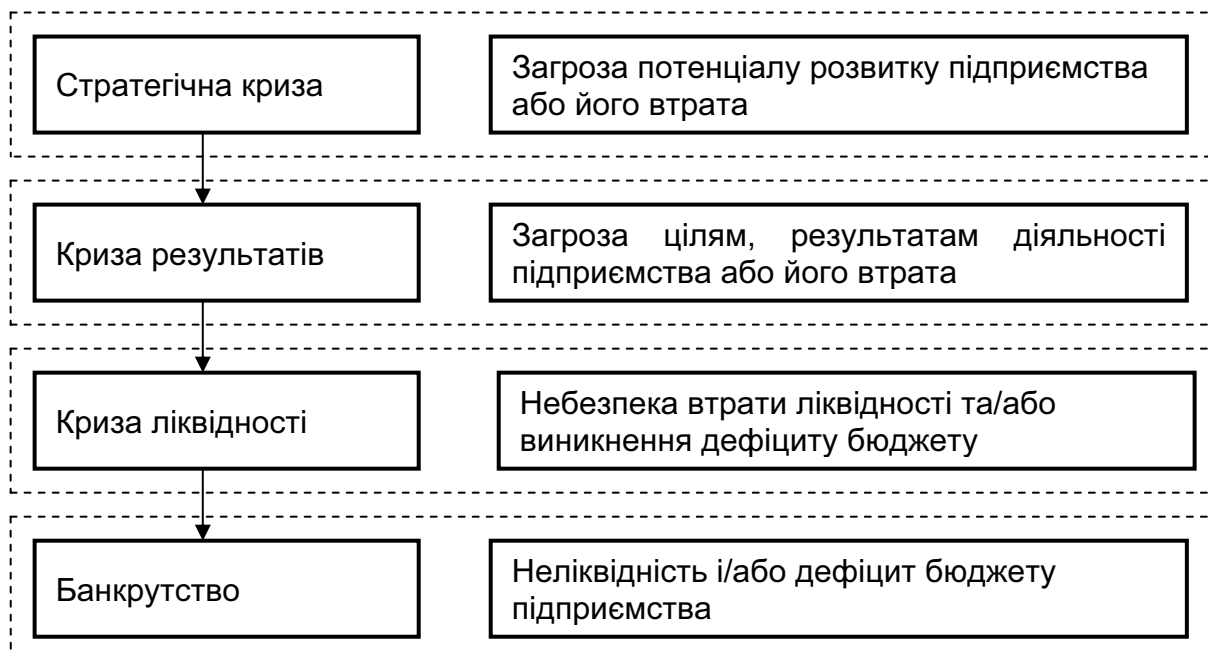 Стратегічна криза
Загроза потенціалу розвитку підприємства
або його втрата
Криза результатів
Загроза цілям, результатам діяльності
підприємства або його втрата
Криза ліквідності
Небезпека втрати ліквідності та/або
виникнення дефіциту бюджету
Банкрутство
Неліквідність і/або дефіцит бюджету
підприємства